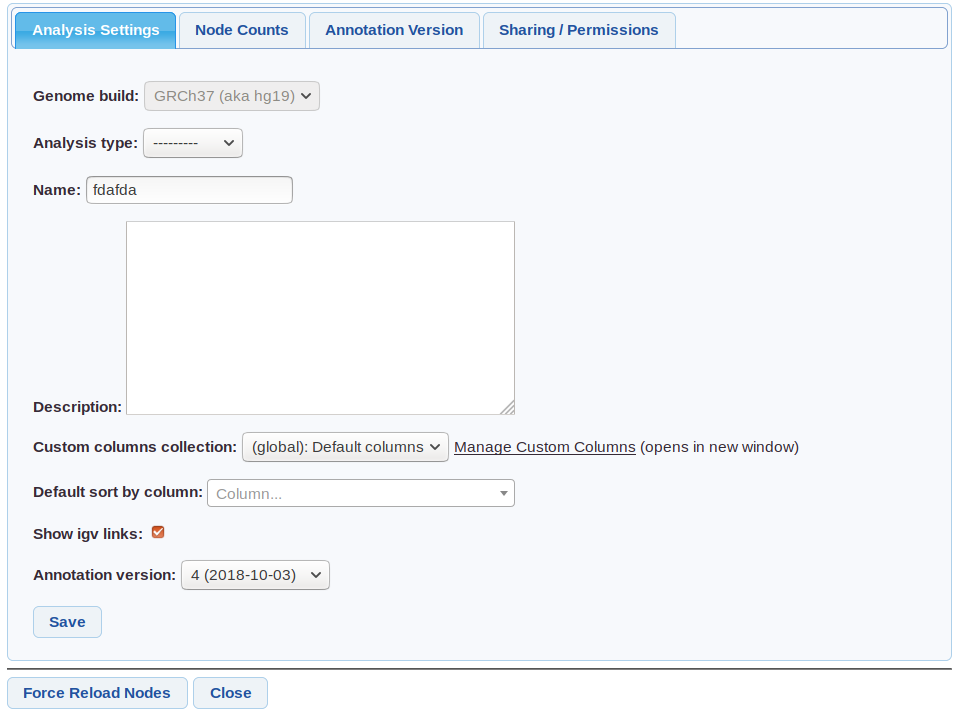 Analysis Settings Node Counts Annotation Version Sharing / Permissions
Genome build: GRCh37 (aka hg19)
Analysis type: ---------
Name: fdafda
Description:
Custom columns collection: (global): Default columns Manage Custom Columns (opens in new window)
Default sort by column: Column...
Show igv links:
Annotation version: 4 (2018-10-03)
Save
Force Reload Nodes Close